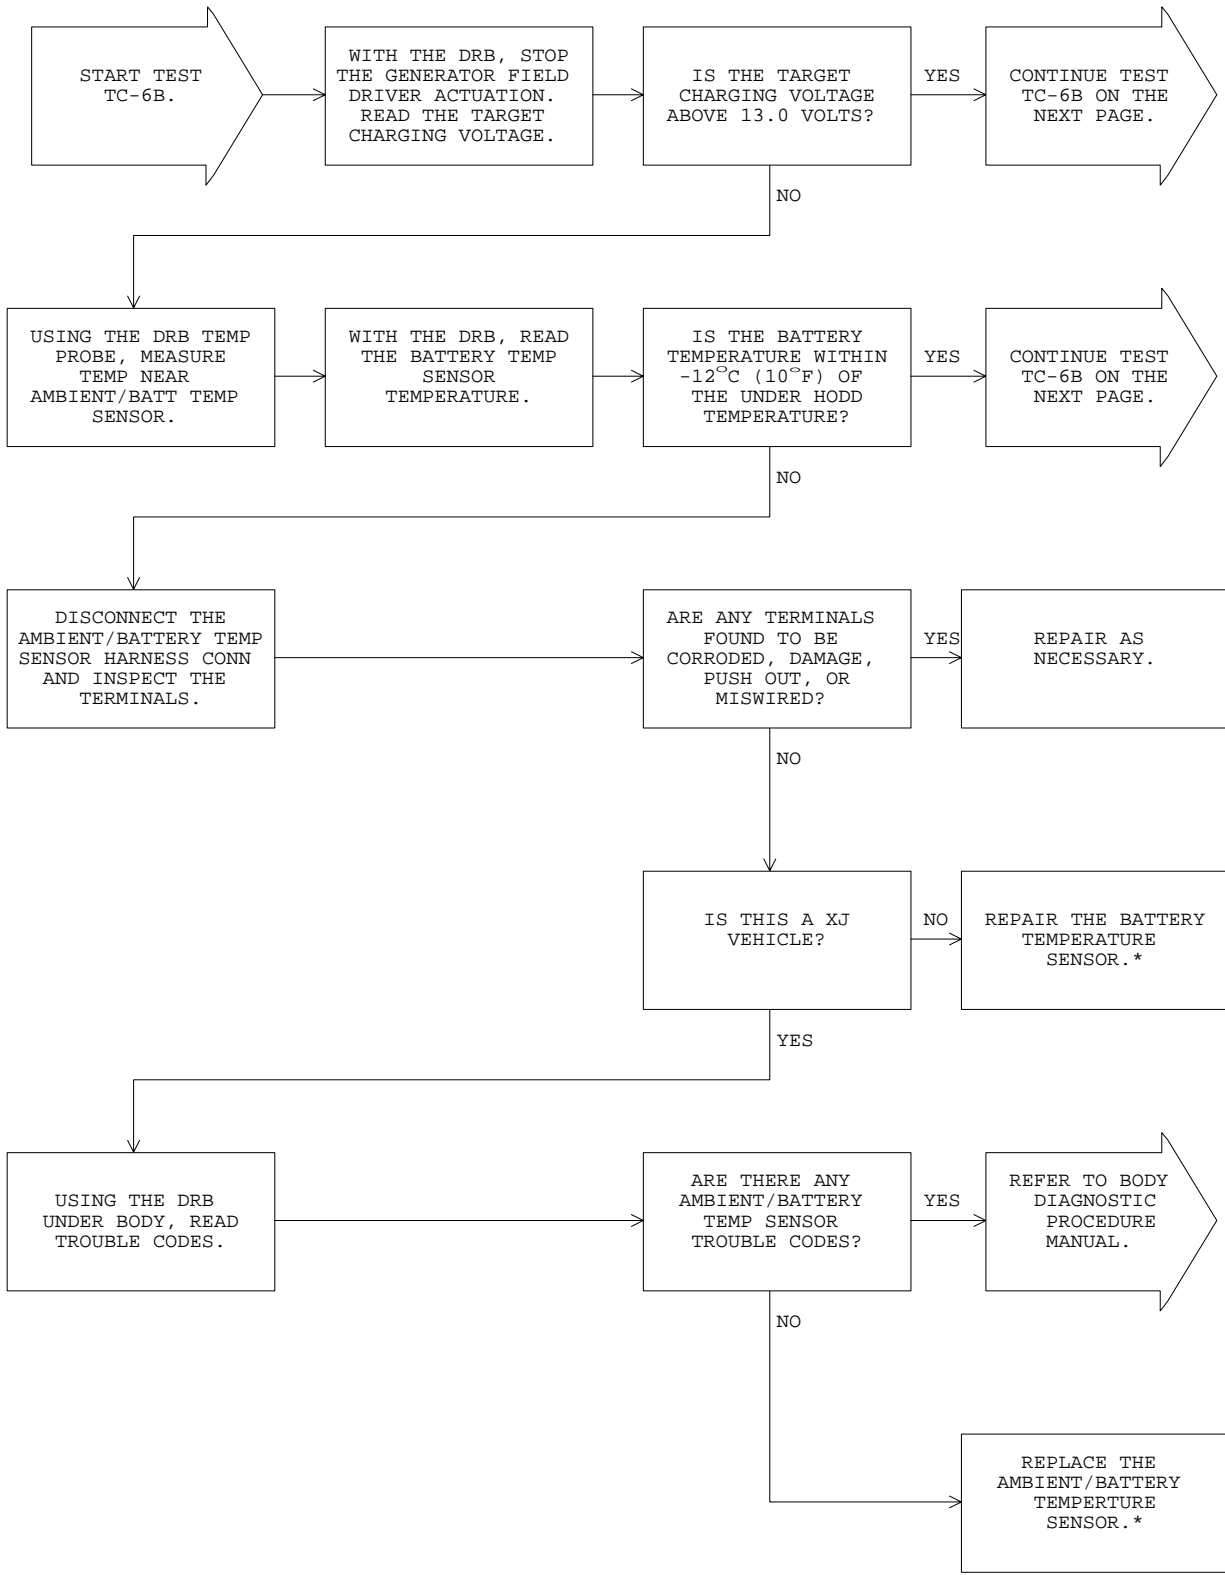 START TEST
TC-6B.
WITH THE DRB, STOP
THE GENERATOR FIELD
DRIVER ACTUATION.
READ THE TARGET
CHARGING VOLTAGE.
IS THE TARGET
CHARGING VOLTAGE
ABOVE 13.0 VOLTS?
YES
CONTINUE TEST
TC-6B ON THE
NEXT PAGE.
NO
USING THE DRB TEMP
PROBE, MEASURE
TEMP NEAR
AMBIENT/BATT TEMP
SENSOR.
WITH THE DRB, READ
THE BATTERY TEMP
SENSOR
TEMPERATURE.
IS THE BATTERY
TEMPERATURE WITHIN
-12°C (10°F) OF
THE UNDER HODD
TEMPERATURE?
YES
CONTINUE TEST
TC-6B ON THE
NEXT PAGE.
NO
DISCONNECT THE
AMBIENT/BATTERY TEMP
SENSOR HARNESS CONN
AND INSPECT THE
TERMINALS.
ARE ANY TERMINALS
FOUND TO BE
CORRODED, DAMAGE,
PUSH OUT, OR
MISWIRED?
YES
REPAIR AS
NECESSARY.
NO
IS THIS A XJ
VEHICLE?
NO
REPAIR THE BATTERY
TEMPERATURE
SENSOR.*
YES
USING THE DRB
UNDER BODY, READ
TROUBLE CODES.
ARE THERE ANY
AMBIENT/BATTERY
TEMP SENSOR
TROUBLE CODES?
YES
REFER TO BODY
DIAGNOSTIC
PROCEDURE
MANUAL.
NO
REPLACE THE
AMBIENT/BATTERY
TEMPERTURE
SENSOR.*